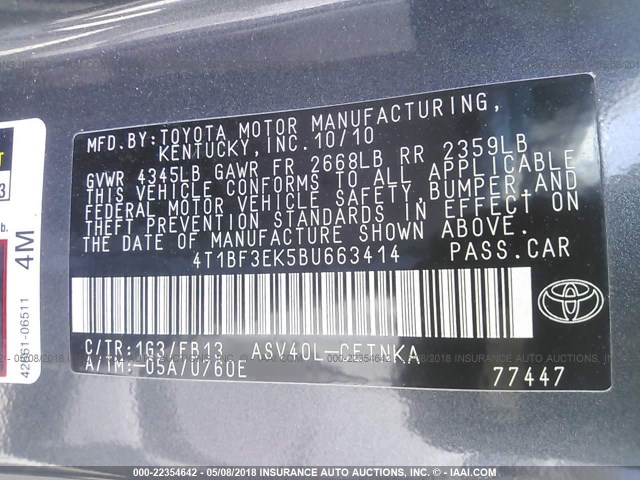 MFD.BY:TOYOTA MOTOR MANUFACTURING,
KENTUCKY, INC. 10/10
GVWR 4345LB GAWR FR 2668LB RR 2359LB
THIS VEHICLE CONFORMS TO ALL APPLICABLE
FEDERAL MOTOR VEHICLE SAFETY, BUMPER, AND
THEFT PREVENTION STANDARDS IN EFFECT ON
THE DATE OF MANUFACTURE SHOWN ABOVE.
4T1BF3EK5BU663414 PASS.CAR
C/TR:1G3/FB13 ASV40L-CETNKA
A/TM:-05A/U760E
77447
TOYOTA
4M
000-22354642 - 05/08/2018 - INSURANCE AUTO AUCTIONS, INC. - © - IAAI.COM